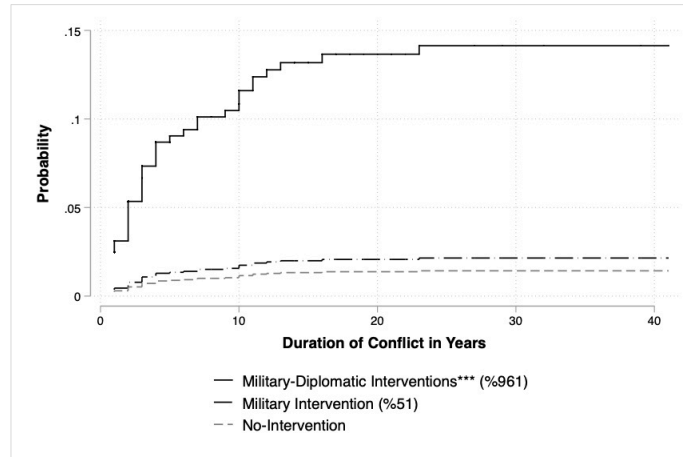 .15
.1
.05
0
Probability
0
10
20
30
40
Duration of Conflict in Years
Military-Diplomatic Interventions*** (%961)
Military Intervention (%51)
No-Intervention